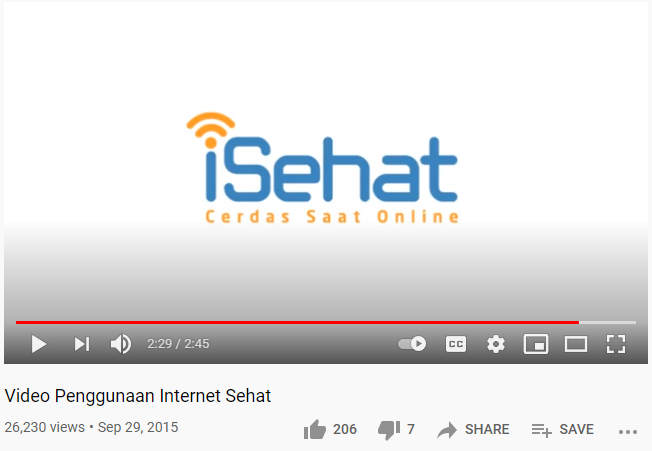 iSehat
Cerdas Saat Online
2:29 / 2:45
CC
Video Penggunaan Internet Sehat
26,230 views • Sep 29, 2015
206
7
SHARE
SAVE